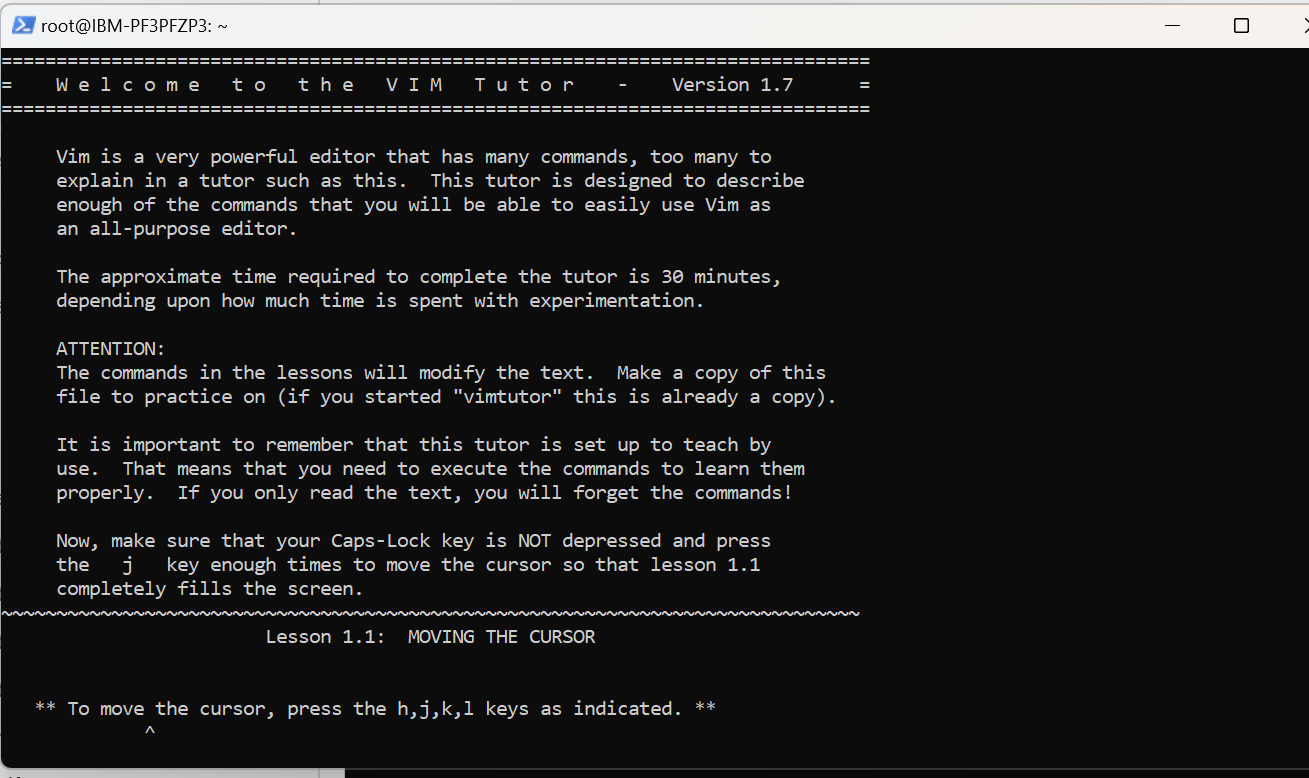 root@IBM-PF3PFZP3: ~
===============================================================================
=    W e l c o m e   t o   t h e   V I M   T u t o r    -    Version 1.7      =
===============================================================================
Vim is a very powerful editor that has many commands, too many to
explain in a tutor such as this.  This tutor is designed to describe
enough of the commands that you will be able to easily use Vim as
an all-purpose editor.
The approximate time required to complete the tutor is 30 minutes,
depending upon how much time is spent with experimentation.
ATTENTION:
The commands in the lessons will modify the text.  Make a copy of this
file to practice on (if you started "vimtutor" this is already a copy).
It is important to remember that this tutor is set up to teach by
use.  That means that you need to execute the commands to learn them
properly.  If you only read the text, you will forget the commands!
Now, make sure that your Caps-Lock key is NOT depressed and press
the   j   key enough times to move the cursor so that lesson 1.1
completely fills the screen.
~~~~~~~~~~~~~~~~~~~~~~~~~~~~~~~~~~~~~~~~~~~~~~~~~~~~~~~~~~~~~~~~~~~~~~~~~~~~~~
Lesson 1.1:  MOVING THE CURSOR
** To move the cursor, press the h,j,k,l keys as indicated. **
^